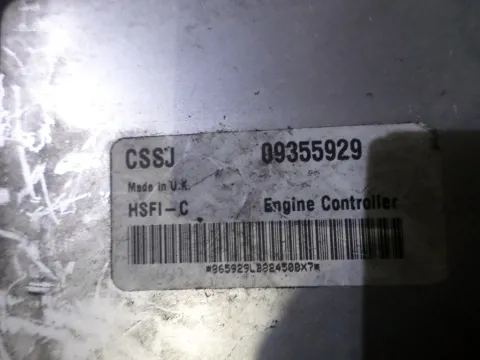 CSSJ 09355929
Made in U.K.
HSFI-C Engine Controller